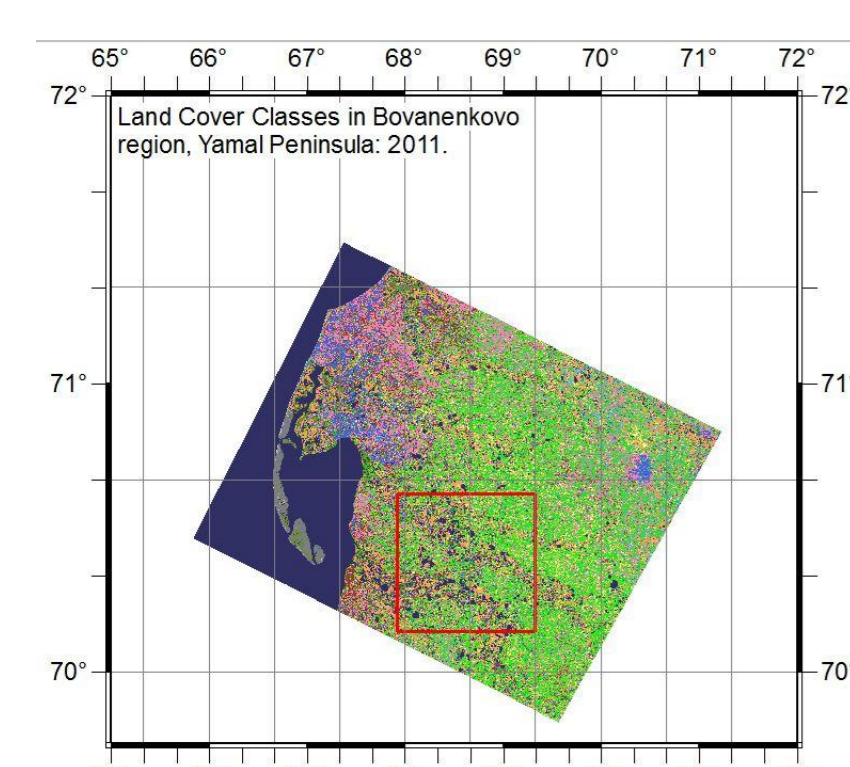 65° 66° 67° 68° 69° 70° 71° 72°
72° 72
Land Cover Classes in Bovanenkovo
region, Yamal Peninsula: 2011.
71° 71
70° 70